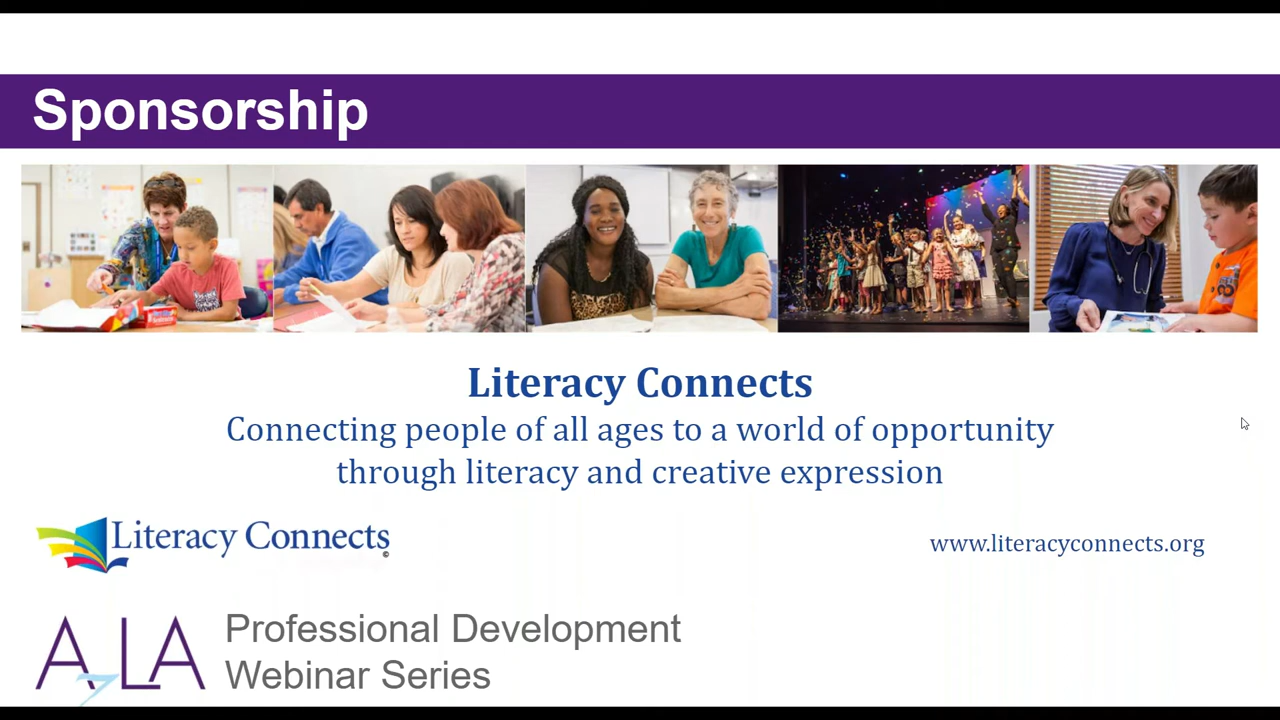 Sponsorship
Literacy Connects
Connecting people of all ages to a world of opportunity
through literacy and creative expression
Literacy Connects
©
www.literacyconnects.org
AzLA
Professional Development
Webinar Series